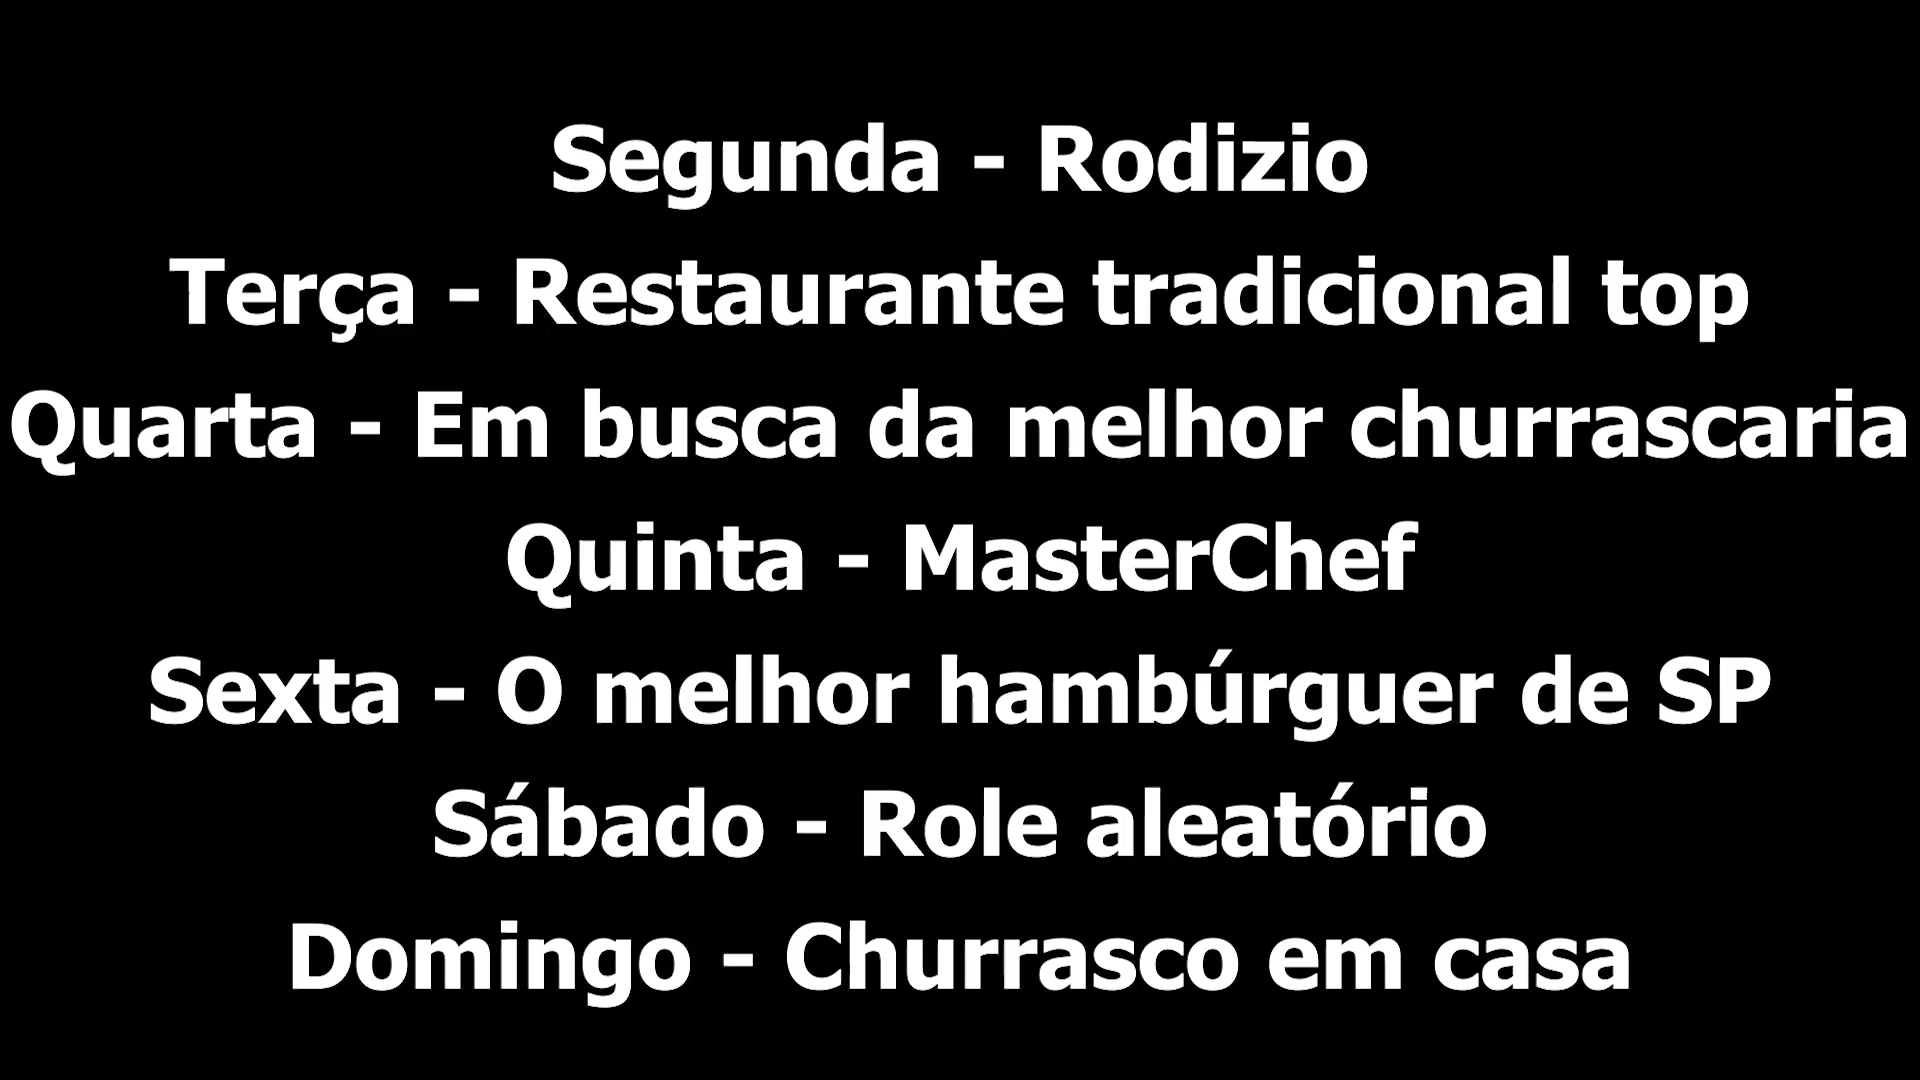 Segunda - Rodizio
Terça - Restaurante tradicional top
Quarta - Em busca da melhor churrascaria
Quinta - MasterChef
Sexta - O melhor hambúrguer de SP
Sábado - Role aleatório
Domingo - Churrasco em casa